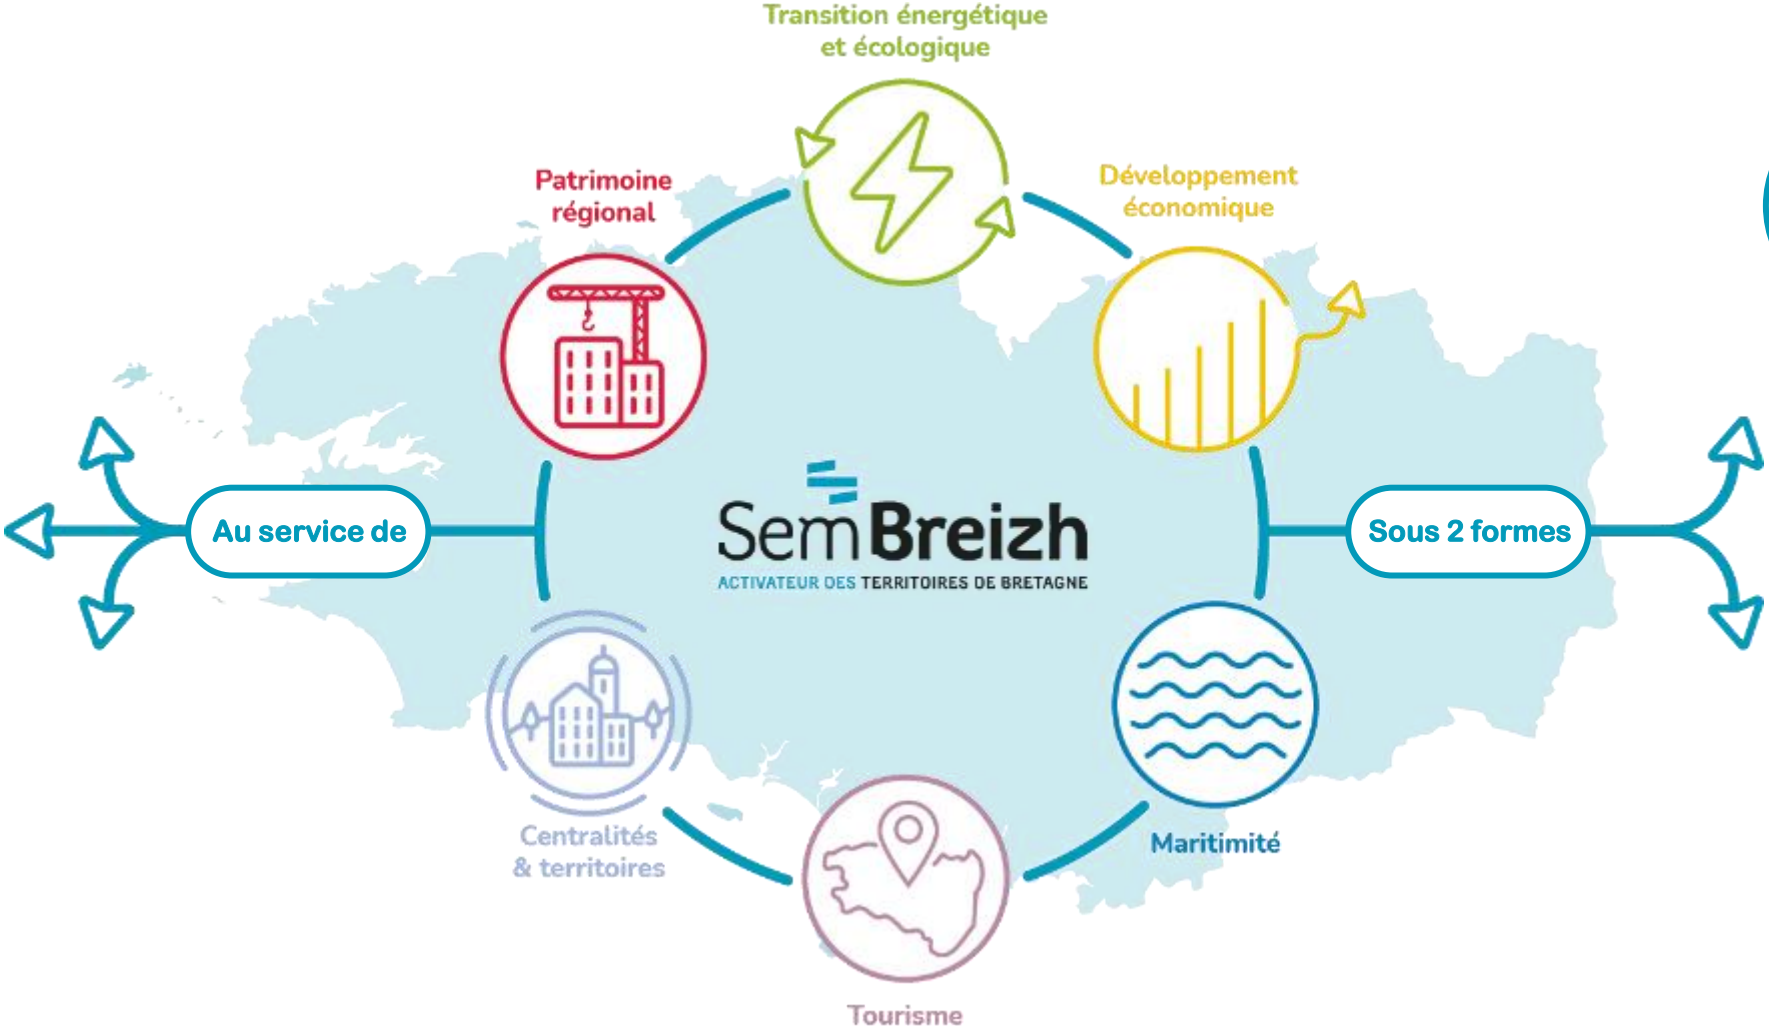 Transition énergétique
et écologique
Patrimoine
régional
Développement
économique
Au service de
SemBreizh
ACTIVATEUR DES TERRITOIRES DE BRETAGNE
Sous 2 formes
Centralités
& territoires
Maritimité
Tourisme